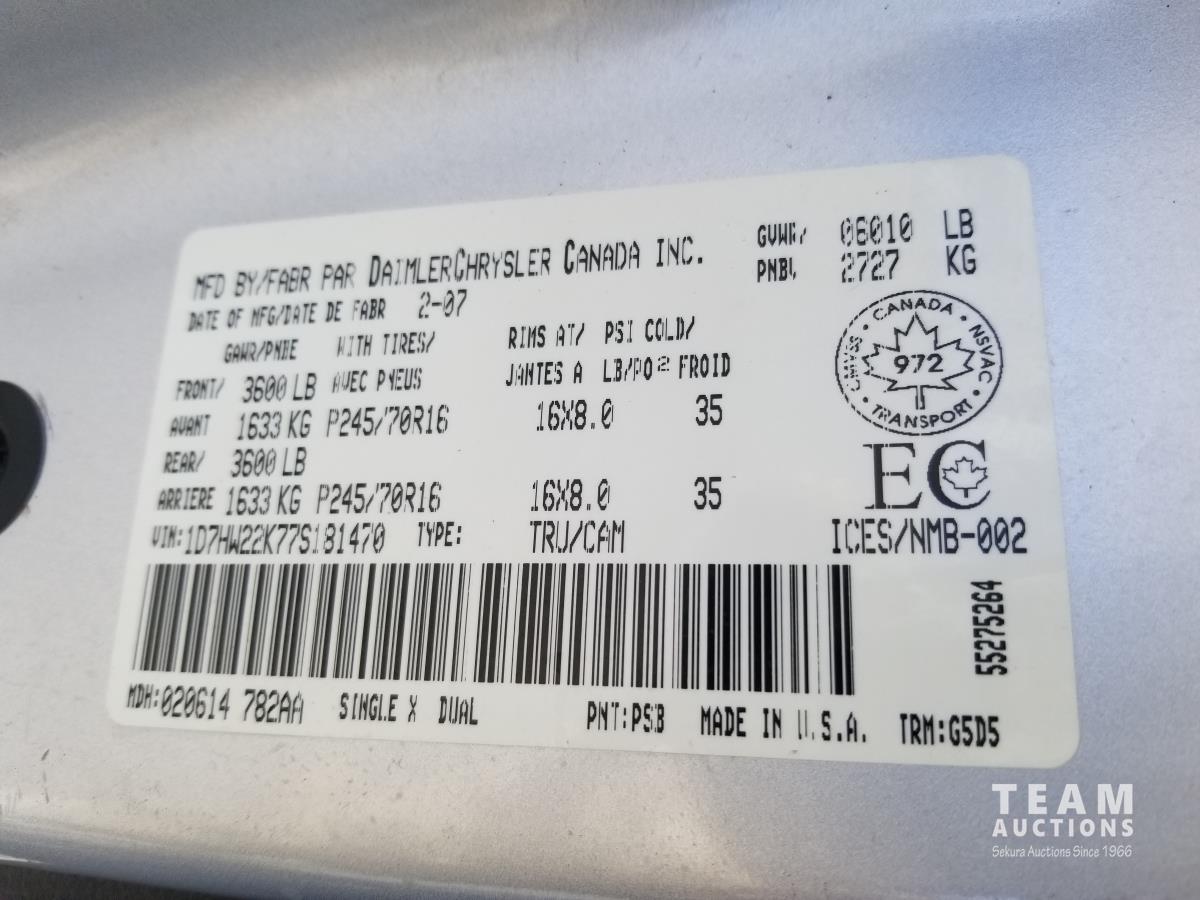 MFD BY/FABR PAR DAIMLERCHRYSLER CANADA INC.
GVWR/ 06010 LB
DATE OF MFG/DATE DE FABR 2-07
PNBV 2727 KG
GAWR/PNBE WITH TIRES/ RIMS AT/ PSI COLD/
FRONT/ 3600 LB AVEC PNEUS JANTES A LB/PO² FROID
AVANT 1633 KG P245/70R16 16X8.0 35
REAR/ 3600 LB
ARRIERE 1633 KG P245/70R16 16X8.0 35
VIN:1D7HW22K77S181470 TYPE: TRU/CAM
CANADA · NSVAC · TRANSPORT · CMVSS
972
EC
ICES/NMB-002
55275264
MDH:020614 782AA SINGLE X DUAL PNT:PSB MADE IN U.S.A. TRM:G5D5
TEAM
AUCTIONS
Sekura Auctions Since 1966